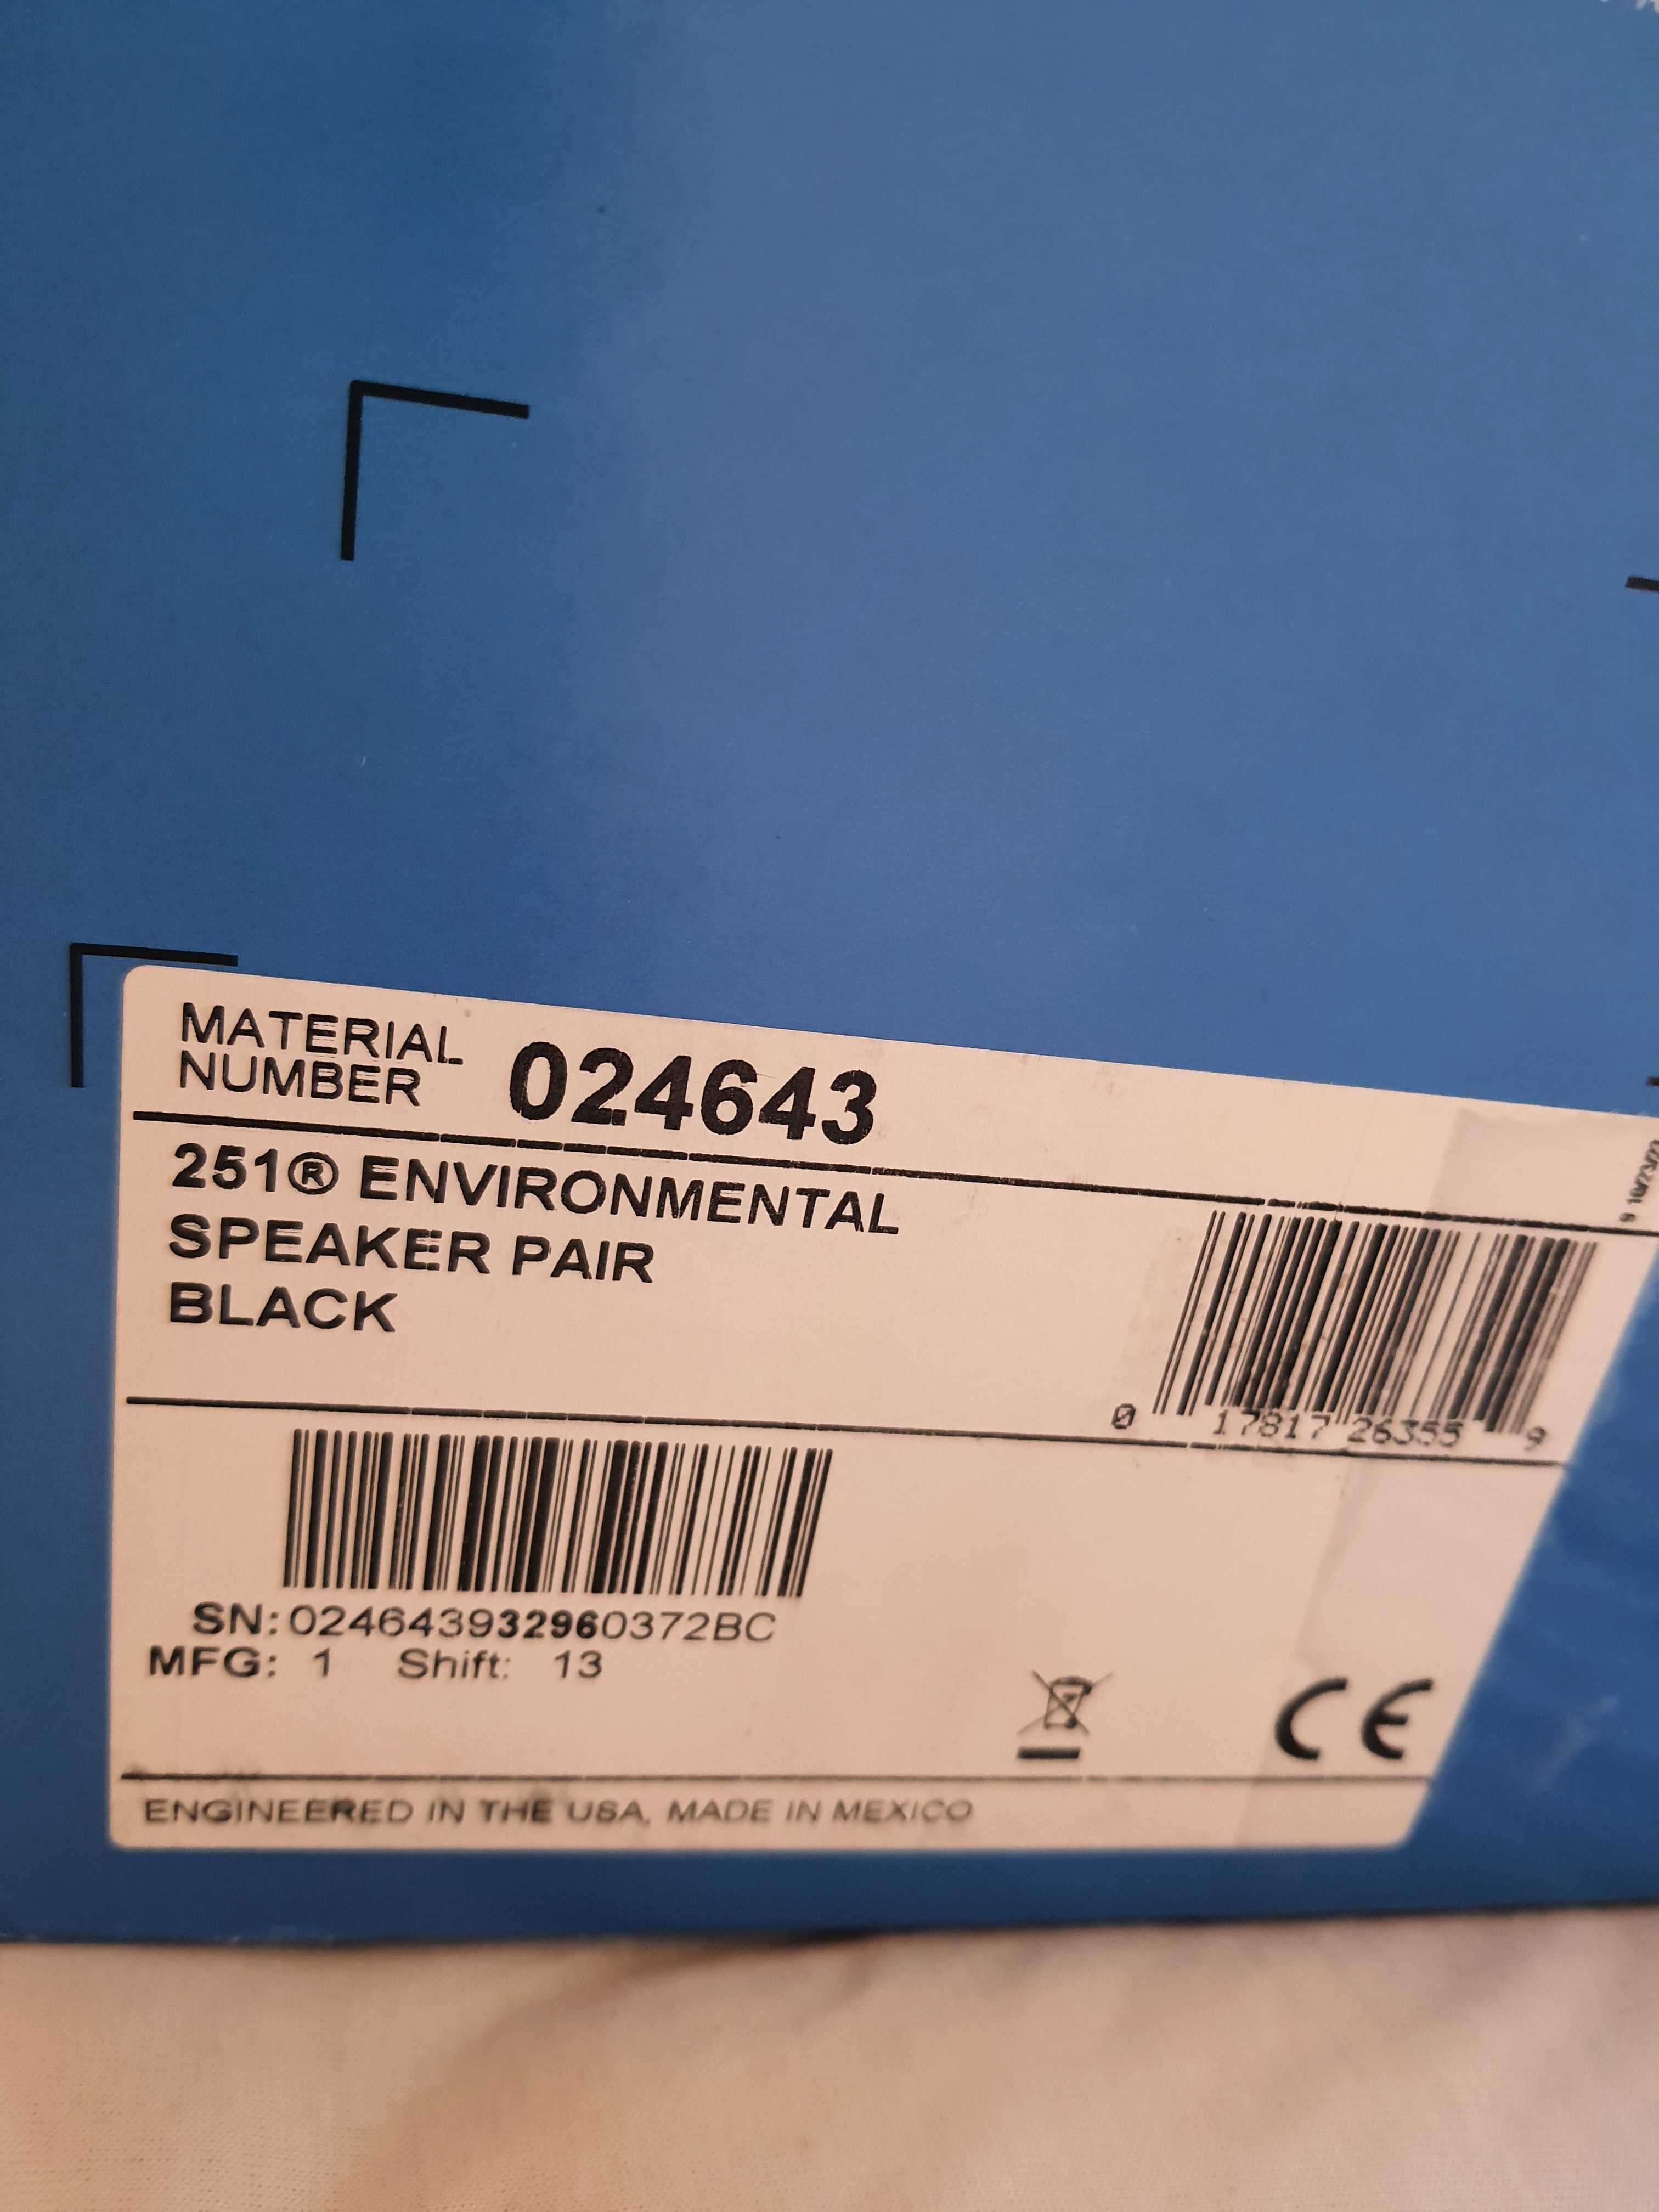 MATERIAL
NUMBER
024643
251® ENVIRONMENTAL
SPEAKER PAIR
BLACK
0 17817 26355 9
SN:024643932960372BC
MFG: 1 Shift: 13
CE
ENGINEERED IN THE USA, MADE IN MEXICO